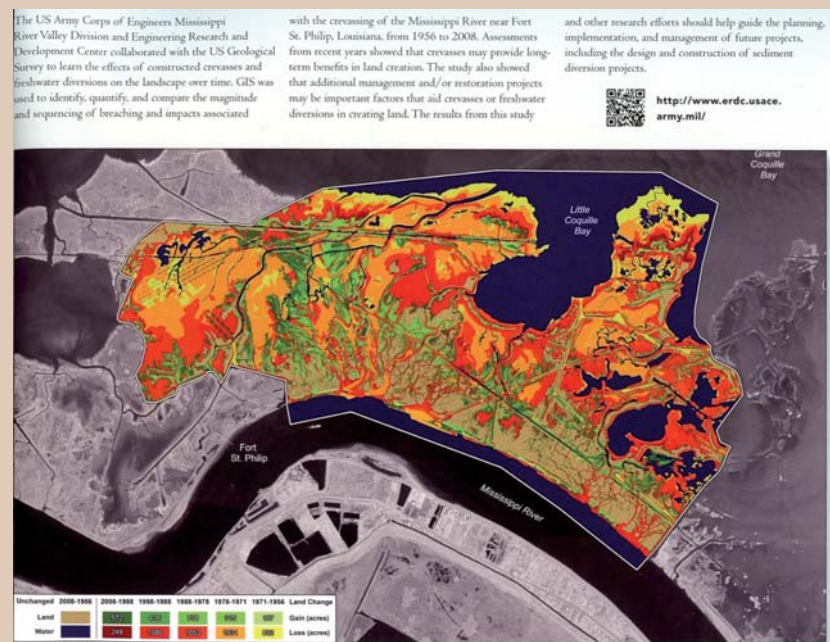 The US Army Corps of Engineers Mississippi
River Valley Division and Engineering Research and
Development Center collaborated with the US Geological
Survey to learn the effects of constructed crevasses and
freshwater diversions on the landscape over time. GIS was
used to identify, quantify, and compare the magnitude
and sequencing of breaching and impacts associated
with the crevassing of the Mississippi River near Fort
St. Philip, Louisiana, from 1956 to 2008. Assessments
from recent years showed that crevasses may provide long-
term benefits in land creation. The study also showed
that additional management and/or restoration projects
may be important factors that aid crevasses or freshwater
diversions in creating land. The results from this study
and other research efforts should help guide the planning,
implementation, and management of future projects,
including the design and construction of sediment
diversion projects.
http://www.erdc.usace.
army.mil/
Grand
Coquille
Bay
Little
Coquille
Bay
Fort
St. Philip
Mississippi River
Unchanged 2008-1956 2008-1998 1998-1988 1988-1978 1978-1971 1971-1956 Land Change
Land Gain (acres)
Water 249 Loss (acres)